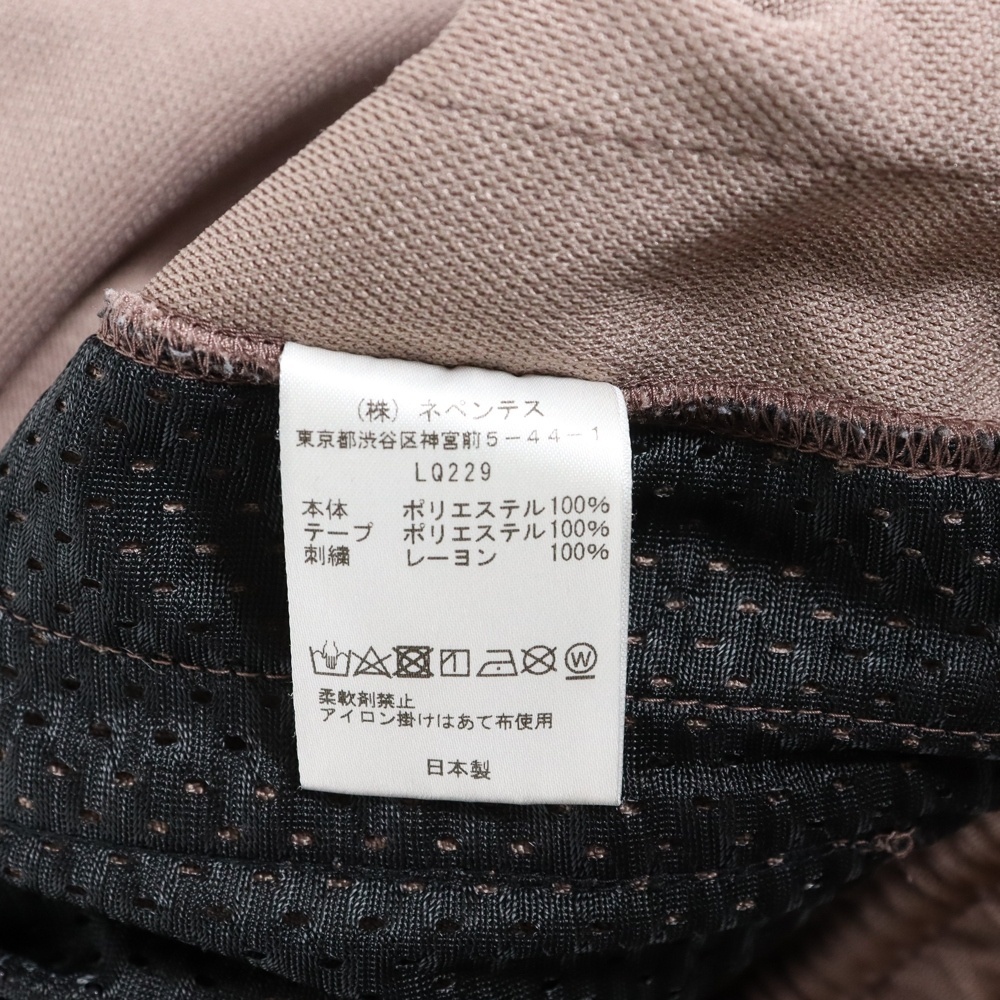 (株) ネペンテス
東京都渋谷区神宮前5-44-1
LQ229
本体 ポリエステル100%
テープ ポリエステル100%
刺繍 レーヨン 100%
W
柔軟剤禁止
アイロン掛けはあて布使用
日本製